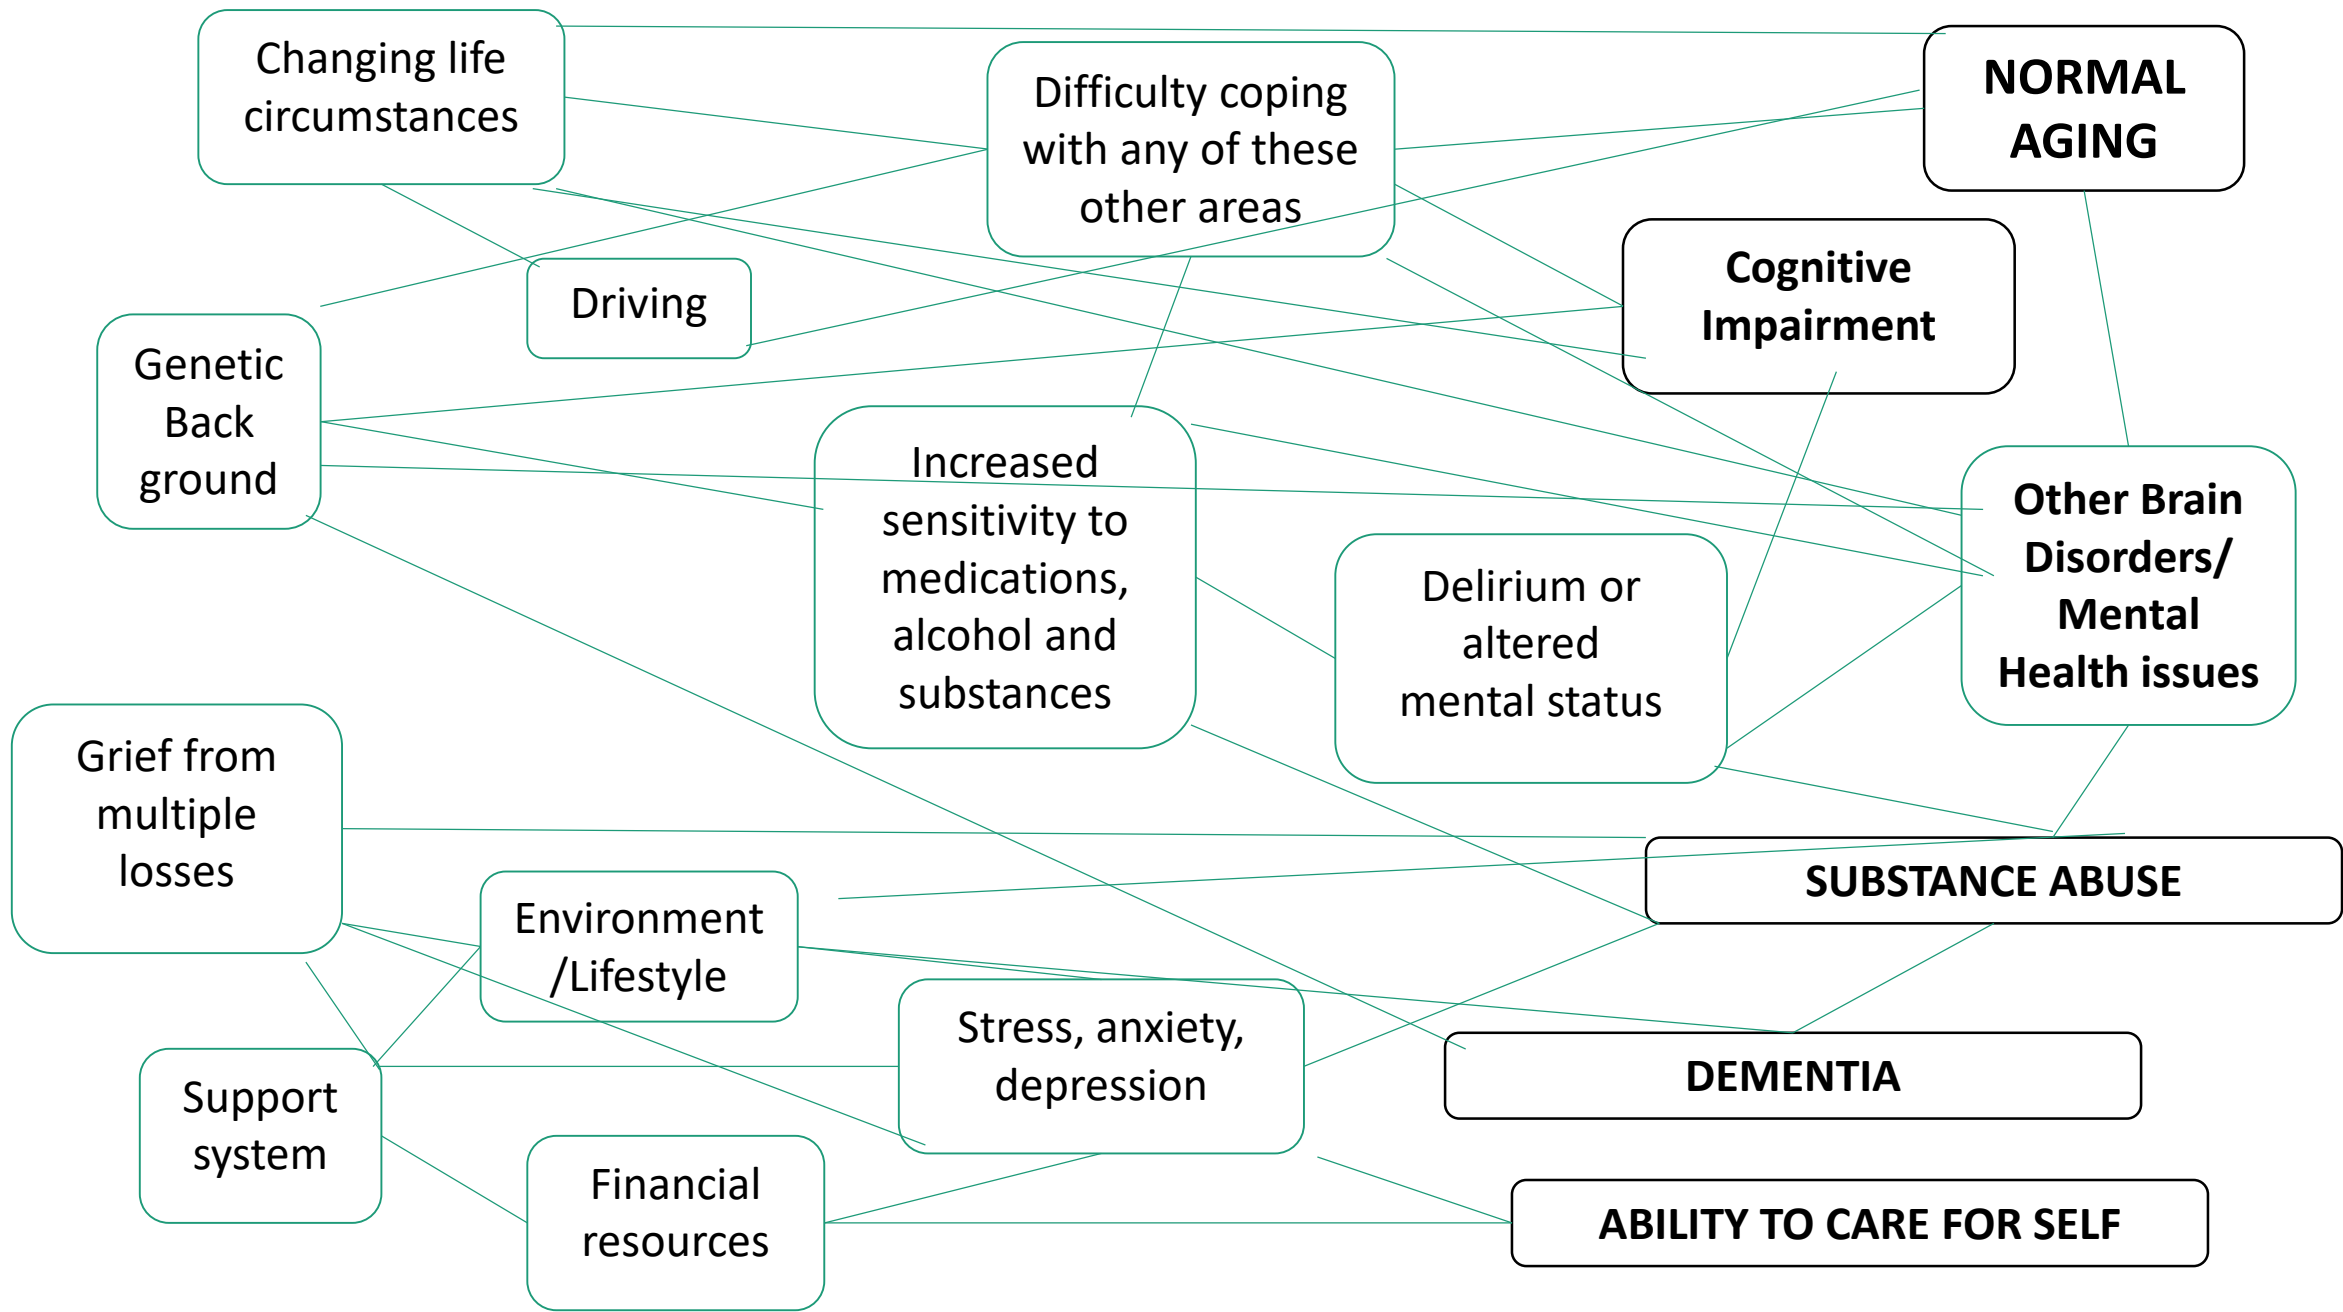 Changing life
circumstances
Difficulty coping
with any of these
other areas
NORMAL
AGING
Driving
Cognitive
Impairment
Genetic
Back
ground
Increased
sensitivity to
medications,
alcohol and
substances
Delirium or
altered
mental status
Other Brain
Disorders/
Mental
Health issues
Grief from
multiple
losses
Environment
/Lifestyle
SUBSTANCE ABUSE
Stress, anxiety,
depression
DEMENTIA
Support
system
Financial
resources
ABILITY TO CARE FOR SELF